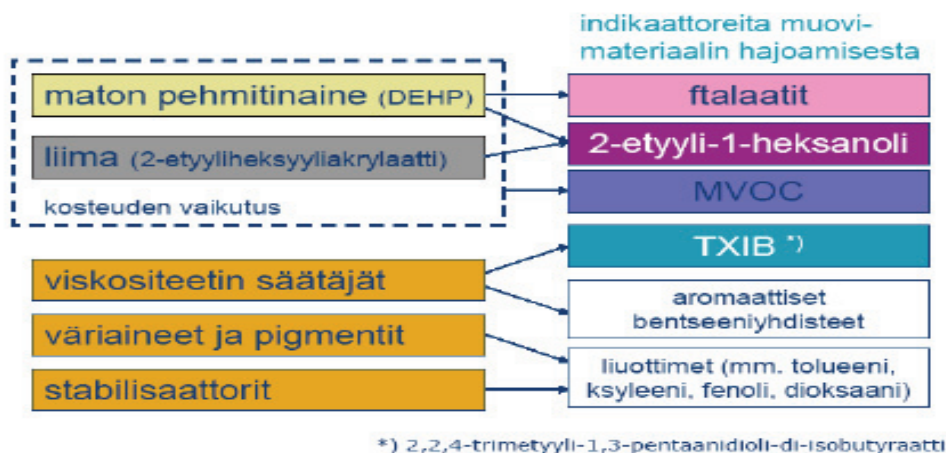 indikaattoreita muovi-
materiaalin hajoamisesta
maton pehmitinaine (DEHP)
ftalaatit
2-etyyli-1-heksanoli
liima (2-etyyliheksyyliakrylaatti)
MVOC
kosteuden vaikutus
TXIB *)
viskositeetin säätäjät
aromaattiset
bentseeniyhdisteet
väriaineet ja pigmentit
liuottimet (mm. tolueeni,
ksyleeni, fenoli, dioksaani)
stabilisaattorit
*) 2,2,4-trimetyyli-1,3-pentaanidioli-di-isobutyraatti